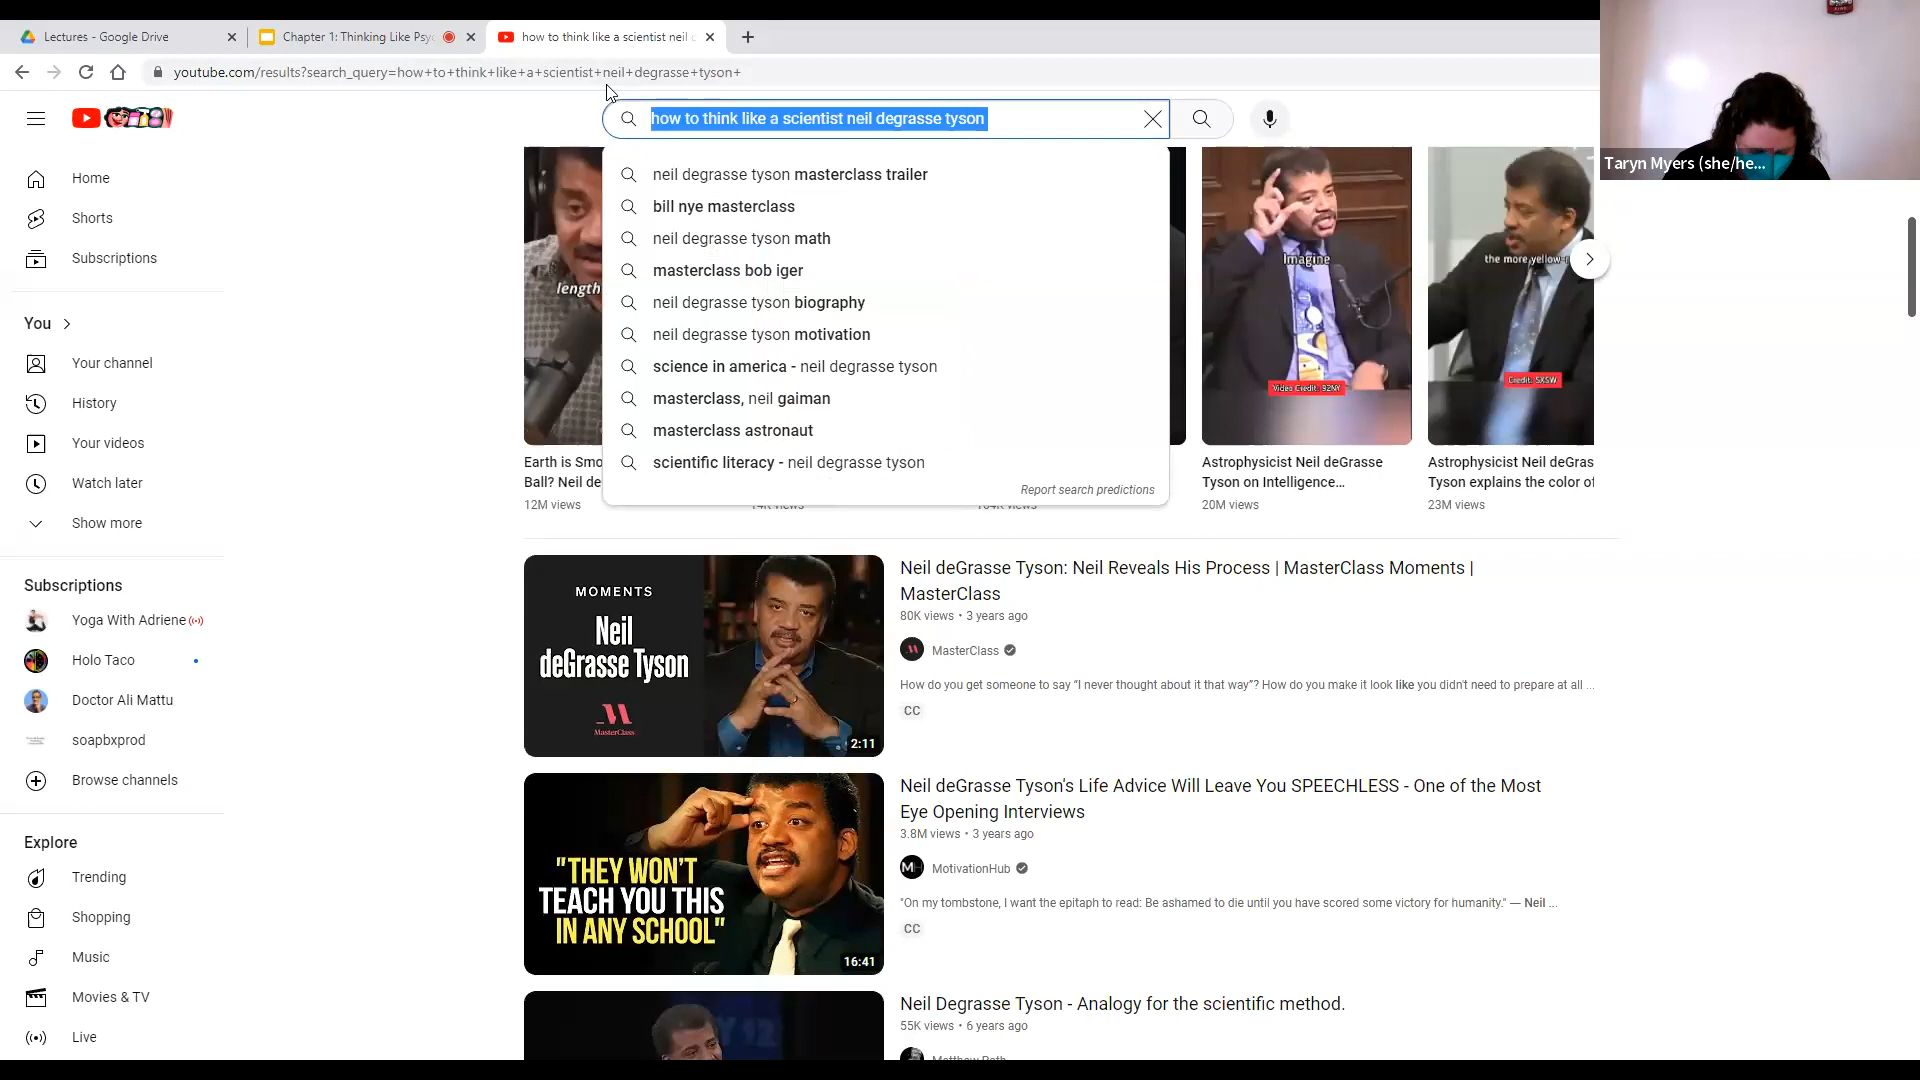 Lectures - Google Drive
Chapter 1: Thinking Like Psy
how to think like a scientist neil
youtube.com/results?search_query=how+to+think+like+a+scientist+neil+degrasse+tyson+
how to think like a scientist neil degrasse tyson
Taryn Myers (she/he...
Home
Shorts
Subscriptions
You
Your channel
History
Your videos
Watch later
Show more
Subscriptions
Yoga With Adriene
Holo Taco
Doctor Ali Mattu
soapbxprod
Browse channels
Explore
Trending
Shopping
Music
Movies & TV
Live
neil degrasse tyson masterclass trailer
bill nye masterclass
neil degrasse tyson math
masterclass bob iger
neil degrasse tyson biography
neil degrasse tyson motivation
science in america - neil degrasse tyson
masterclass, neil gaiman
masterclass astronaut
scientific literacy - neil degrasse tyson
Report search predictions
length
Earth is Smo
Ball? Neil de
12M views
Imagine
Video Credit: 92NY
Astrophysicist Neil deGrasse
Tyson on Intelligence...
20M views
the more yellow
Credit: SXSW
Astrophysicist Neil deGras
Tyson explains the color of
23M views
MOMENTS
Neil
deGrasse Tyson
MasterClass
2:11
Neil deGrasse Tyson: Neil Reveals His Process | MasterClass Moments |
MasterClass
80K views • 3 years ago
MasterClass
How do you get someone to say “I never thought about it that way”? How do you make it look like you didn't need to prepare at all ...
CC
"THEY WON'T
TEACH YOU THIS
IN ANY SCHOOL"
16:41
Neil deGrasse Tyson's Life Advice Will Leave You SPEECHLESS - One of the Most
Eye Opening Interviews
3.8M views • 3 years ago
MotivationHub
"On my tombstone, I want the epitaph to read: Be ashamed to die until you have scored some victory for humanity." — Neil ...
CC
Neil Degrasse Tyson - Analogy for the scientific method.
55K views • 6 years ago